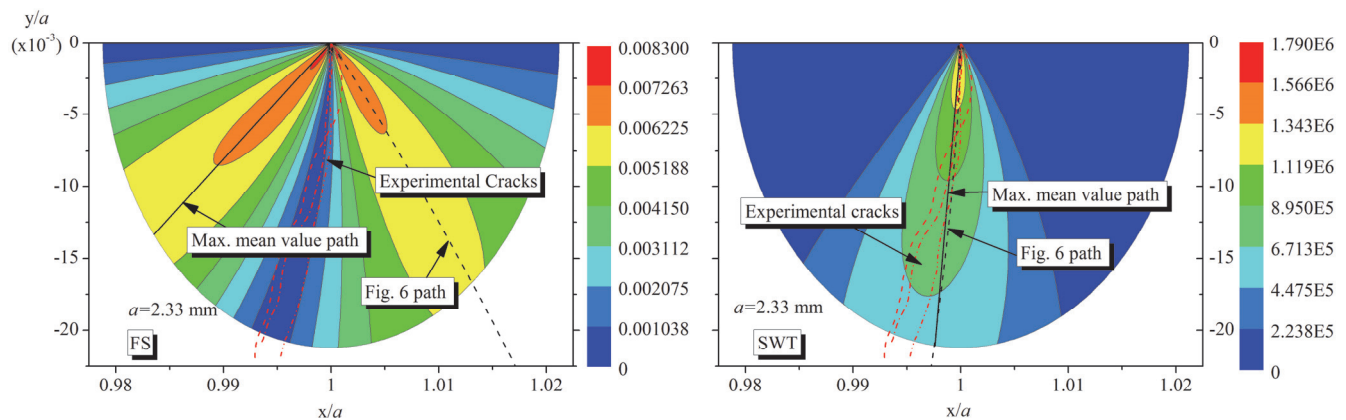 y/a
(x10⁻³)
0
-5
-10
-15
-20
0.98
0.99
1
1.01
1.02
x/a
Experimental Cracks
Max. mean value path
Fig. 6 path
a=2.33 mm
FS
0.008300
0.007263
0.006225
0.005188
0.004150
0.003112
0.002075
0.001038
0
Max. mean value path
Experimental cracks
Fig. 6 path
a=2.33 mm
SWT
0.98
0.99
1
1.01
1.02
x/a
0
-5
-10
-15
-20
1.790E6
1.566E6
1.343E6
1.119E6
8.950E5
6.713E5
4.475E5
2.238E5
0